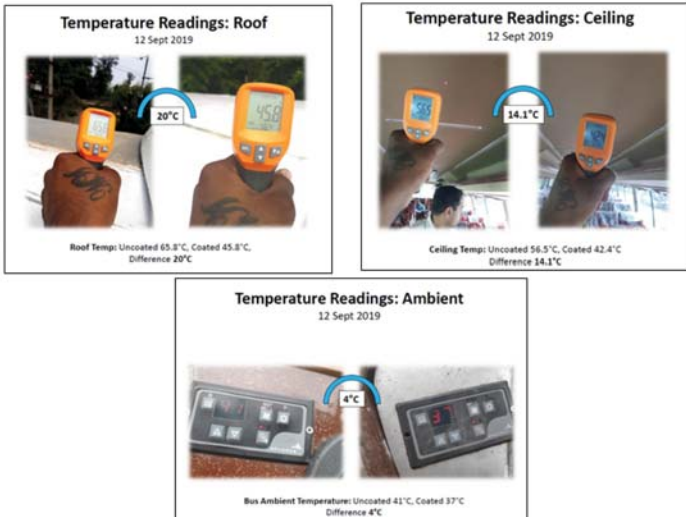 Temperature Readings: Roof
12 Sept 2019
20°C
45.8
Roof Temp: Uncoated 65.8°C, Coated 45.8°C,
Difference 20°C
Temperature Readings: Ceiling
12 Sept 2019
14.1°C
Ceiling Temp: Uncoated 56.5°C, Coated 42.4°C
Difference 14.1°C
Temperature Readings: Ambient
12 Sept 2019
4°C
37
Bus Ambient Temperature: Uncoated 41°C, Coated 37°C
Difference 4°C